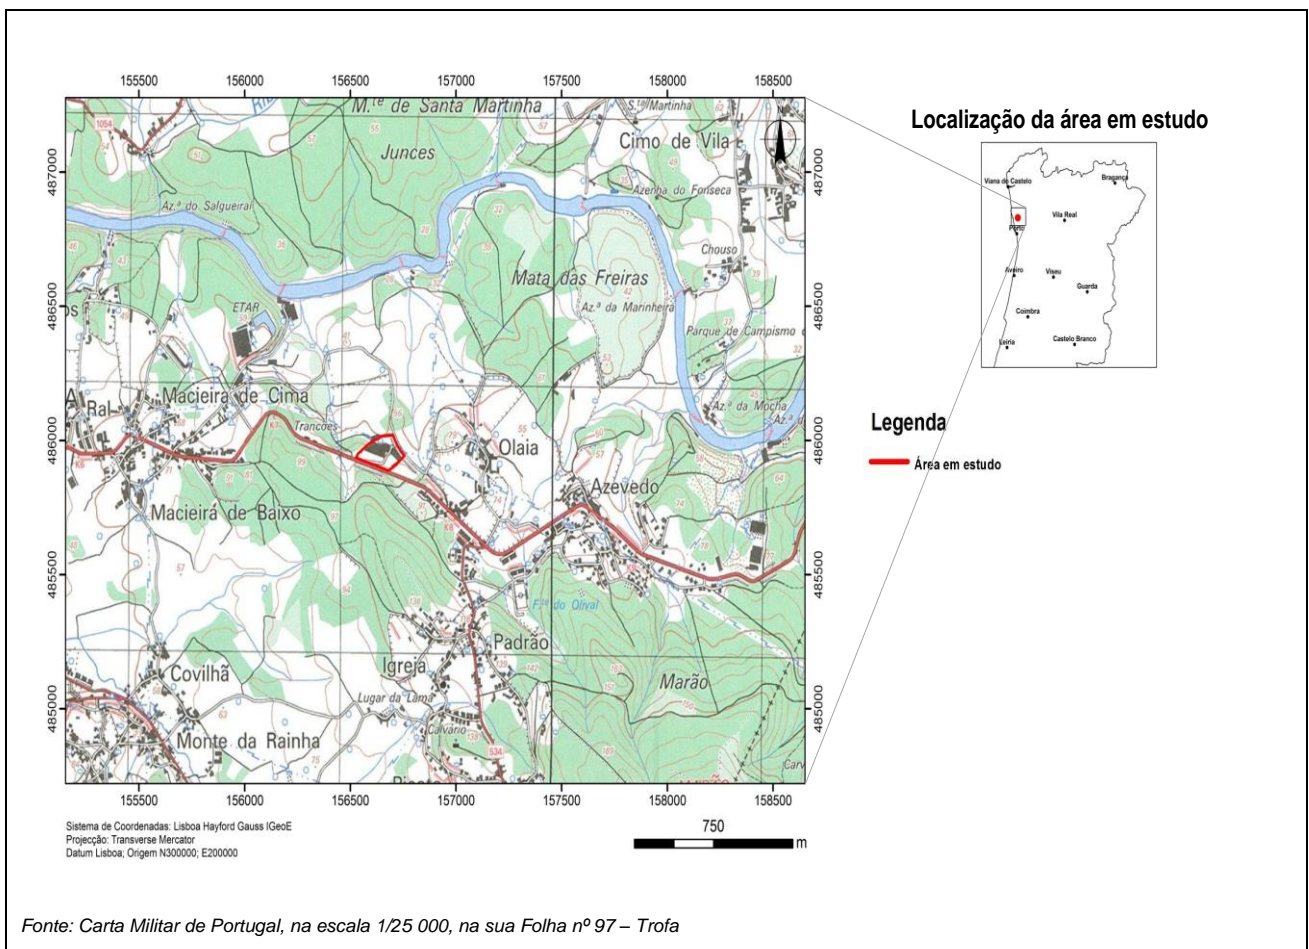 155500 156000 156500 157000 157500 158000 158500
Localização da área em estudo
Viana de Castelo
Bragança
Vila Real
Porto
Aveiro
Viseu
Guarda
Coimbra
Leiria
Castelo Branco
Legenda
Área em estudo
M.te de Santa Martinha
S.ta Martinha
1054
Junces
Cimo de Vila
487000
487000
Az.ª do Salgueiral
Azenha do Fonseca
Chouso
Mata das Freiras
486500
486500
ETAR
Az.ª da Marinheira
Parque de Campismo
Macieira de Cima
Ral
Trancões
Az.ª da Mocha
486000
486000
Olaia
Azevedo
Macieira de Baixo
485500
485500
F.te do Olival
Padrão
Igreja
Covilhã
Marão
Lugar da Lama
485000
485000
Calvário
Monte da Rainha
534
155500 156000 156500 157000 157500 158000 158500
Sistema de Coordenadas: Lisboa Hayford Gauss IGeoE
Projecção: Transverse Mercator
Datum Lisboa; Origem N300000; E200000
750
m
Fonte: Carta Militar de Portugal, na escala 1/25 000, na sua Folha nº 97 – Trofa